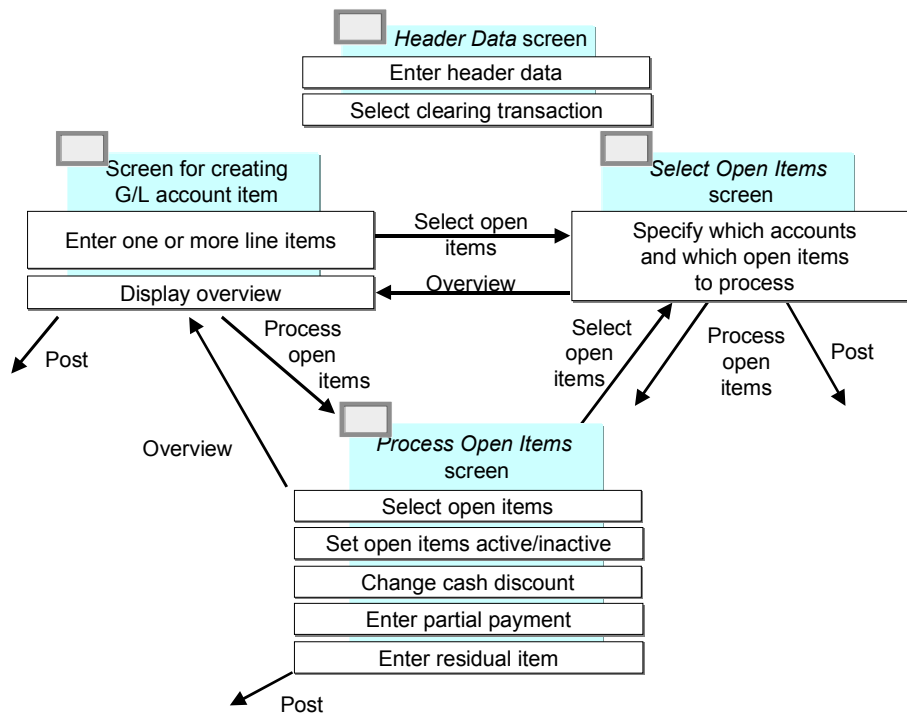 Header Data screen
Enter header data
Select clearing transaction
Screen for creating
G/L account item
Enter one or more line items
Display overview
Select open
items
Overview
Select Open Items
screen
Specify which accounts
and which open items
to process
Post
Process
open
items
Select
open
items
Process
open
items
Post
Overview
Process Open Items
screen
Select open items
Set open items active/inactive
Change cash discount
Enter partial payment
Enter residual item
Post